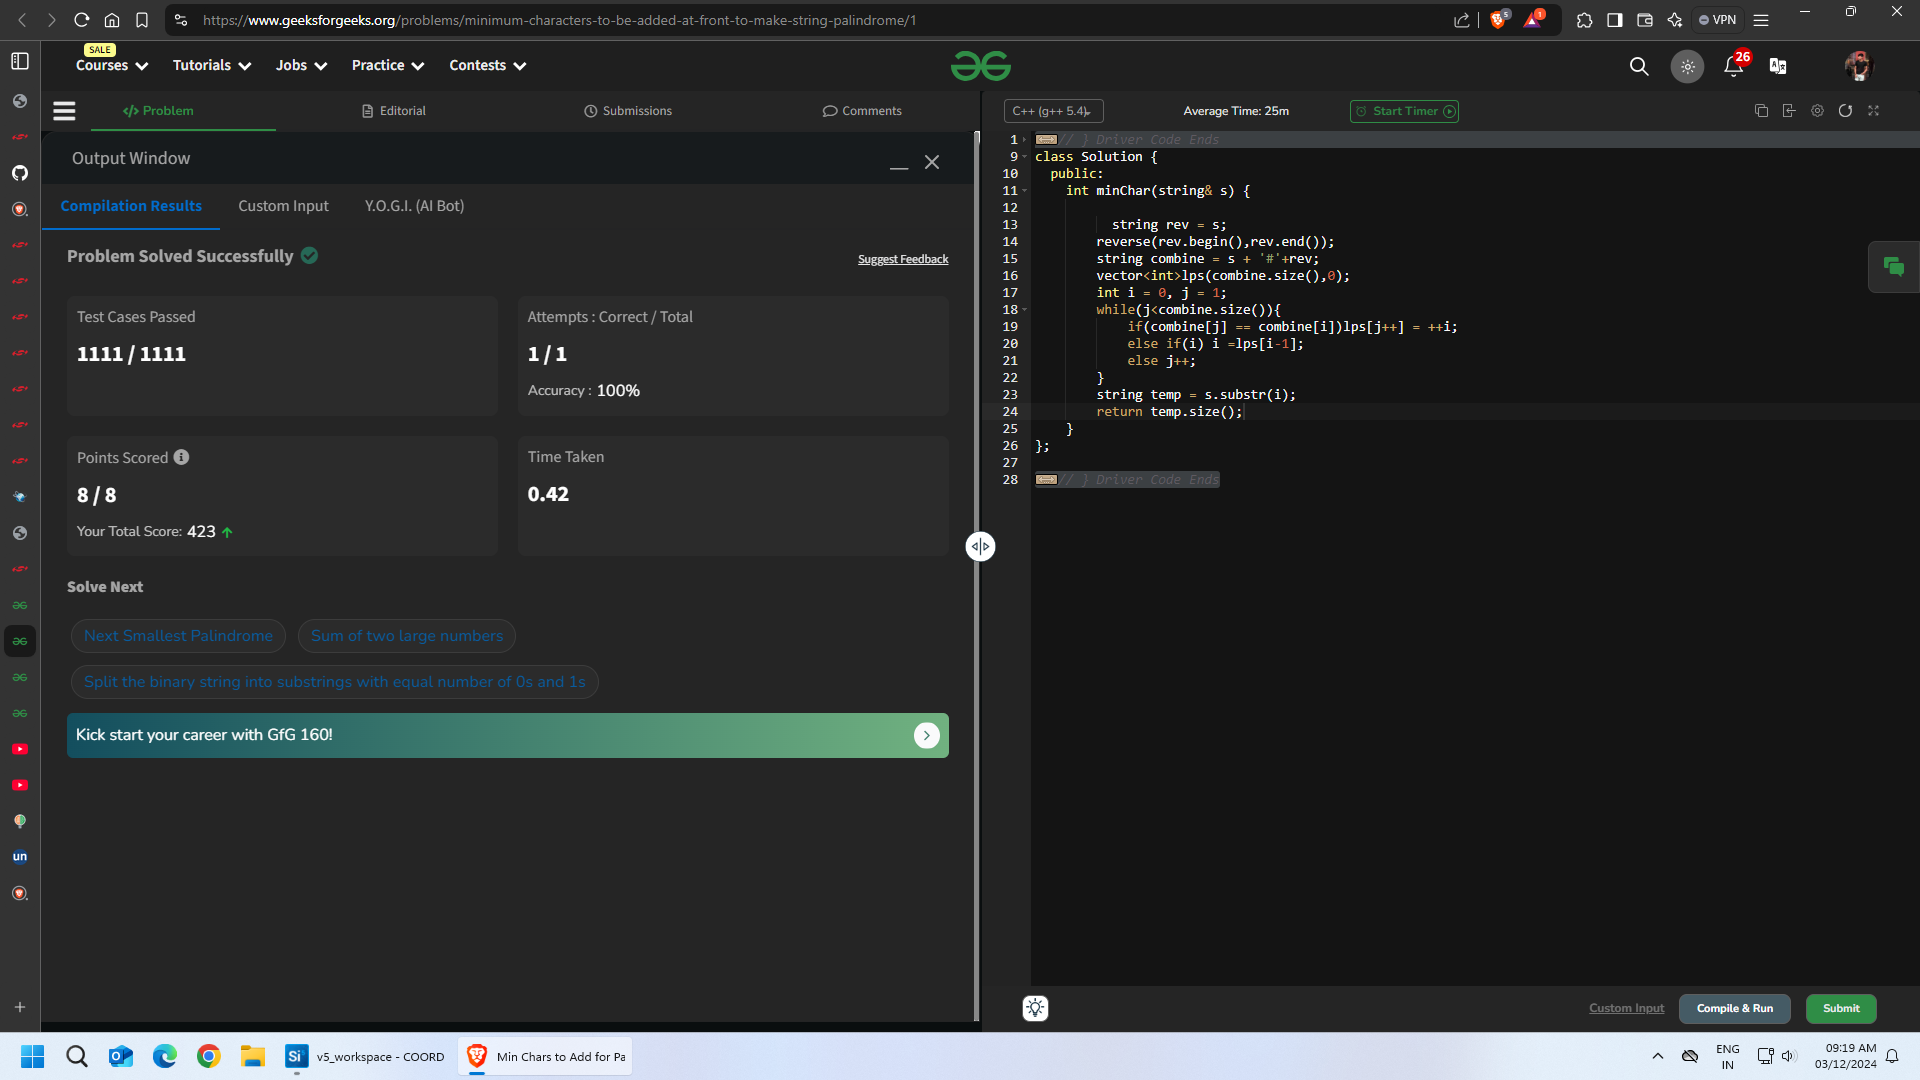 https://www.geeksforgeeks.org/problems/minimum-characters-to-be-added-at-front-to-make-string-palindrome/1
5
1
VPN
SALE
Courses
Tutorials
Jobs
Practice
Contests
26
Problem
Editorial
Submissions
Comments
C++ (g++ 5.4)
Average Time: 25m
Start Timer
Output Window
Compilation Results
Custom Input
Y.O.G.I. (AI Bot)
Problem Solved Successfully
Suggest Feedback
Test Cases Passed
1111 / 1111
Attempts : Correct / Total
1 / 1
Accuracy : 100%
Points Scored
8 / 8
Your Total Score: 423
Time Taken
0.42
Solve Next
Next Smallest Palindrome
Sum of two large numbers
Split the binary string into substrings with equal number of 0s and 1s
Kick start your career with GfG 160!
1 // } Driver Code Ends
9 class Solution {
10 public:
11 int minChar(string& s) {
12
13 string rev = s;
14 reverse(rev.begin(),rev.end());
15 string combine = s + '#'+rev;
16 vector<int>lps(combine.size(),0);
17 int i = 0, j = 1;
18 while(j<combine.size()){
19 if(combine[j] == combine[i])lps[j++] = ++i;
20 else if(i) i =lps[i-1];
21 else j++;
22 }
23 string temp = s.substr(i);
24 return temp.size();
25 }
26 };
27
28 // } Driver Code Ends
Custom Input
Compile & Run
Submit
un
Si
v5_workspace - COORD
Min Chars to Add for Pa
ENG
IN
09:19 AM
03/12/2024